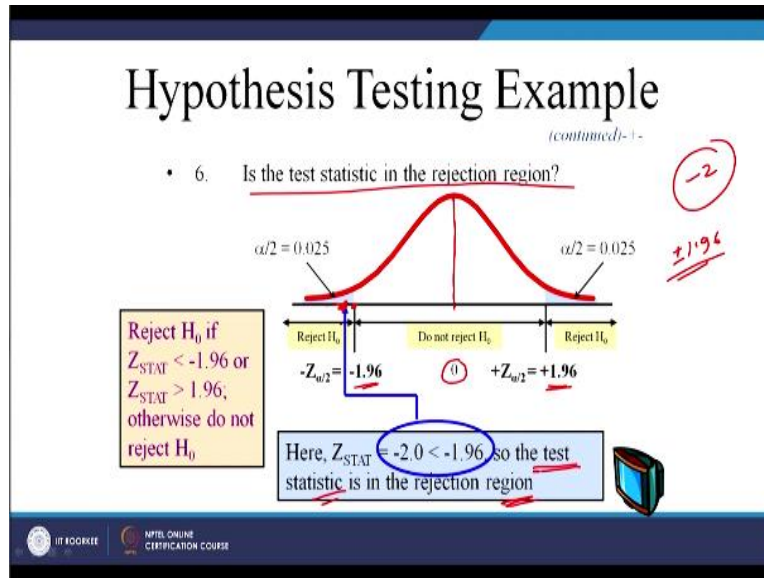 Hypothesis Testing Example
(continued)-+-
• 6. Is the test statistic in the rejection region?
-2
±1.96
α/2 = 0.025
α/2 = 0.025
Reject H₀
Do not reject H₀
Reject H₀
-Zα/2= -1.96
0
+Zα/2= +1.96
Reject H₀ if
ZSTAT < -1.96 or
ZSTAT > 1.96;
otherwise do not
reject H₀
Here, ZSTAT = -2.0 < -1.96, so the test
statistic is in the rejection region
IIT ROORKEE
NPTEL ONLINE
CERTIFICATION COURSE